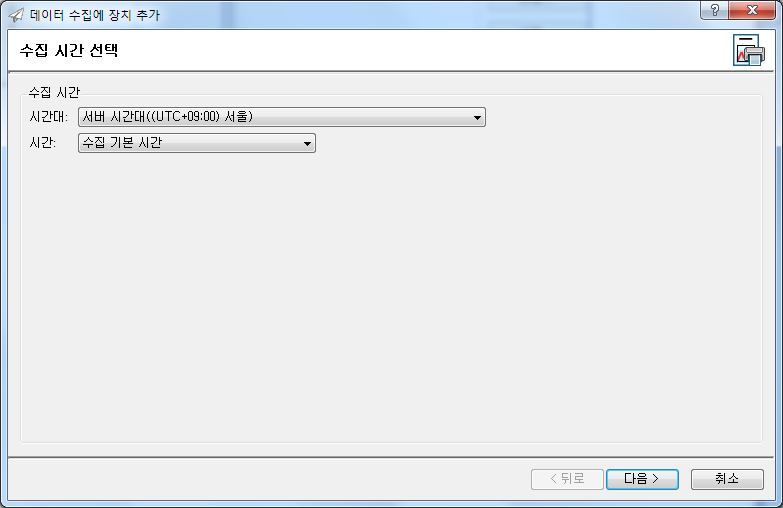 데이터 수집에 장치 추가
?
수집 시간 선택
수집 시간
시간대: 서버 시간대((UTC+09:00) 서울)
시간: 수집 기본 시간
< 뒤로 다음 > 취소